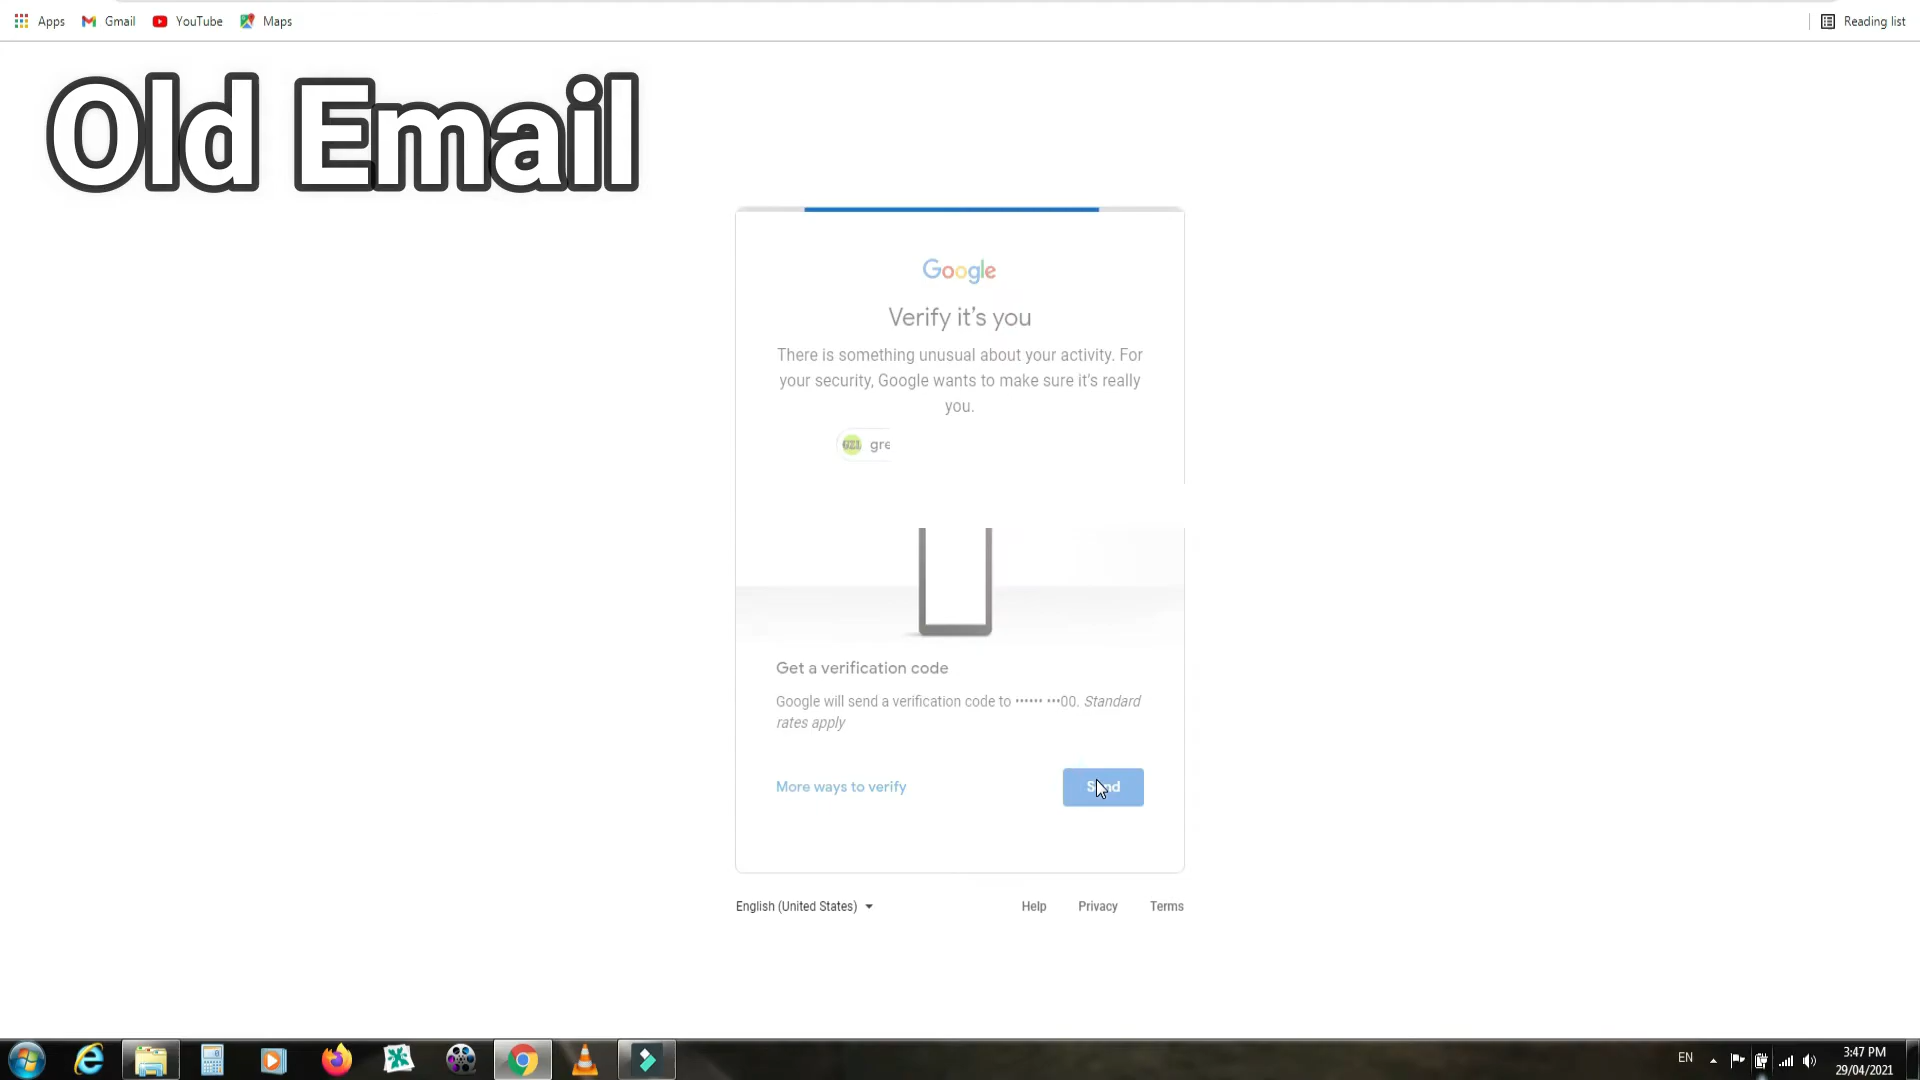 Apps Gmail YouTube Maps Reading list
Old Email
Google
Verify it's you
There is something unusual about your activity. For
your security, Google wants to make sure it's really
you.
gre
Get a verification code
Google will send a verification code to •••••• •••00. Standard
rates apply
More ways to verify
English (United States) Help Privacy Terms
EN 3:47 PM
29/04/2021